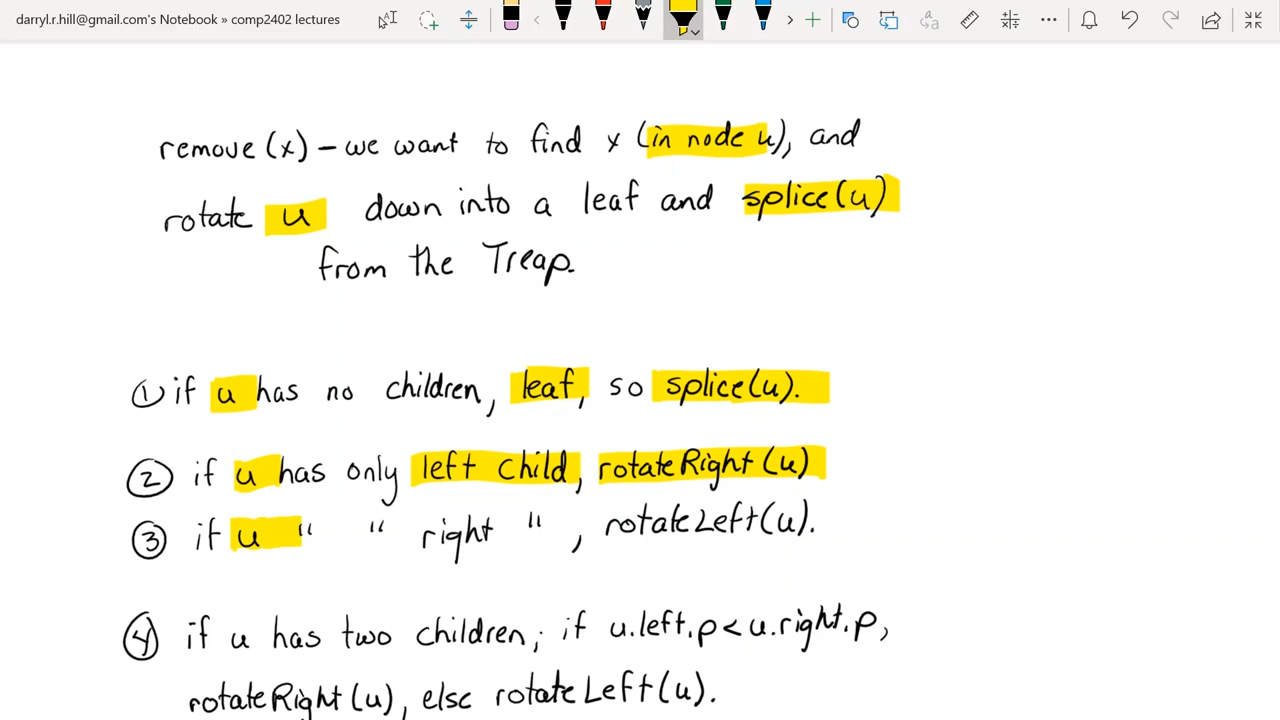 darryl.r.hill@gmail.com's Notebook » comp2402 lectures
remove (x) – we want to find x (in node u), and
rotate u down into a leaf and splice(u)
from the Treap.
① if u has no children, leaf, so splice(u).
② if u has only left child, rotateRight(u)
③ if u " " right ", rotateLeft(u).
④ if u has two children; if u.left.p < u.right.p,
rotateRight(u), else rotateLeft(u).